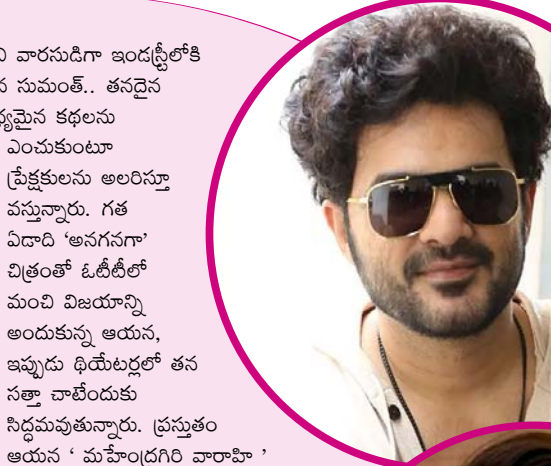 వారసుడిగా ఇండస్ట్రీలోకి
సుమంత్.. తనదైన
కథలను
ఎంచుకుంటూ
ప్రేక్షకులను అలరిస్తూ
వస్తున్నారు. గత
ఏడాది ‘అనగనగా’
చిత్రంతో ఓటీటీలో
మంచి విజయాన్ని
అందుకున్న ఆయన,
ఇప్పుడు థియేటర్లలో తన
సత్తా చాటేందుకు
సిద్ధమవుతున్నారు. ప్రస్తుతం
ఆయన ‘ మహేంద్రగిరి వారాహి ’